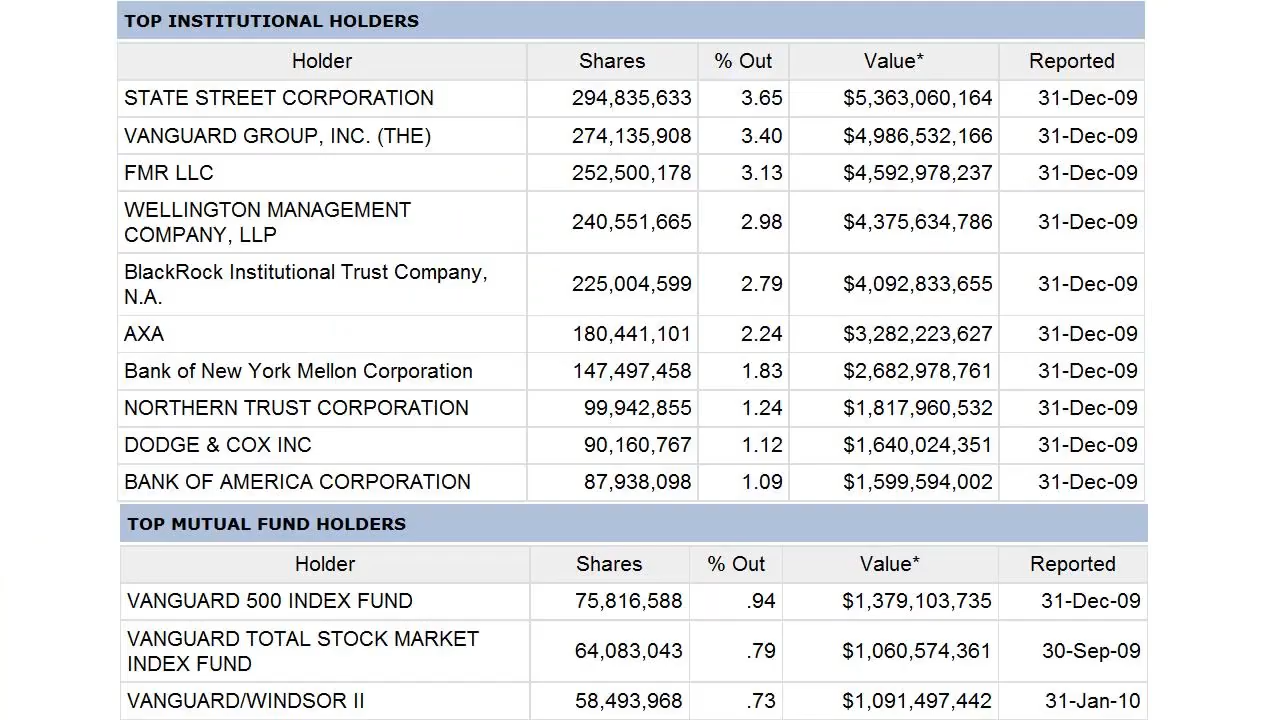 TOP INSTITUTIONAL HOLDERS
Holder Shares % Out Value* Reported
STATE STREET CORPORATION 294,835,633 3.65 $5,363,060,164 31-Dec-09
VANGUARD GROUP, INC. (THE) 274,135,908 3.40 $4,986,532,166 31-Dec-09
FMR LLC 252,500,178 3.13 $4,592,978,237 31-Dec-09
WELLINGTON MANAGEMENT
COMPANY, LLP 240,551,665 2.98 $4,375,634,786 31-Dec-09
BlackRock Institutional Trust Company,
N.A. 225,004,599 2.79 $4,092,833,655 31-Dec-09
AXA 180,441,101 2.24 $3,282,223,627 31-Dec-09
Bank of New York Mellon Corporation 147,497,458 1.83 $2,682,978,761 31-Dec-09
NORTHERN TRUST CORPORATION 99,942,855 1.24 $1,817,960,532 31-Dec-09
DODGE & COX INC 90,160,767 1.12 $1,640,024,351 31-Dec-09
BANK OF AMERICA CORPORATION 87,938,098 1.09 $1,599,594,002 31-Dec-09
TOP MUTUAL FUND HOLDERS
Holder Shares % Out Value* Reported
VANGUARD 500 INDEX FUND 75,816,588 .94 $1,379,103,735 31-Dec-09
VANGUARD TOTAL STOCK MARKET
INDEX FUND 64,083,043 .79 $1,060,574,361 30-Sep-09
VANGUARD/WINDSOR II 58,493,968 .73 $1,091,497,442 31-Jan-10